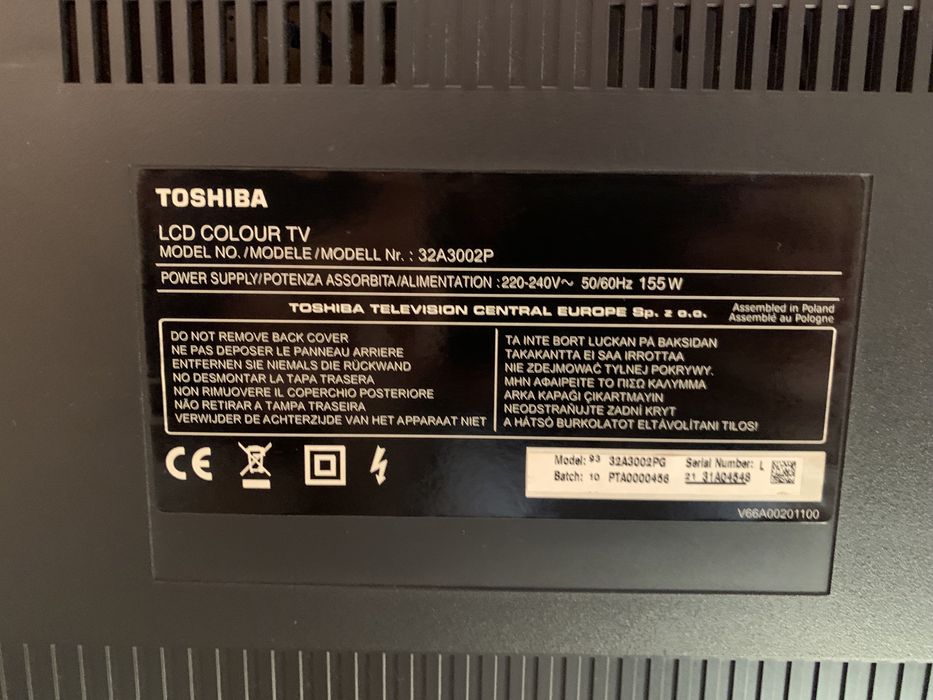 TOSHIBA
LCD COLOUR TV
MODEL NO./MODELE/MODELL Nr. : 32A3002P
POWER SUPPLY/POTENZA ASSORBITA/ALIMENTATION : 220-240V~ 50/60Hz 155 W
TOSHIBA TELEVISION CENTRAL EUROPE Sp. z o.o.
Assembled in Poland
Assemblé au Pologne
DO NOT REMOVE BACK COVER
NE PAS DEPOSER LE PANNEAU ARRIERE
ENTFERNEN SIE NIEMALS DIE RÜCKWAND
NO DESMONTAR LA TAPA TRASERA
NON RIMUOVERE IL COPERCHIO POSTERIORE
NÃO RETIRAR A TAMPA TRASEIRA
VERWIJDER DE ACHTERZIJDE VAN HET APPARAAT NIET
TA INTE BORT LUCKAN PÅ BAKSIDAN
TAKAKANTTA EI SAA IRROTTAA
NIE ZDEJMOWAĆ TYLNEJ POKRYWY.
ΜΗΝ ΑΦΑΙΡΕΙΤΕ ΤΟ ΠΙΣΩ ΚΑΛΥΜΜΑ
ARKA KAPAĞI ÇIKARTMAYIN
NEODSTRAŇUJTE ZADNÍ KRYT
A HÁTSÓ BURKOLATOT ELTÁVOLÍTANI TILOS!
CE
Model: 93 32A3002PG Serial Number: L
Batch: 10 PTA0000456 21 31A04548
V66A00201100